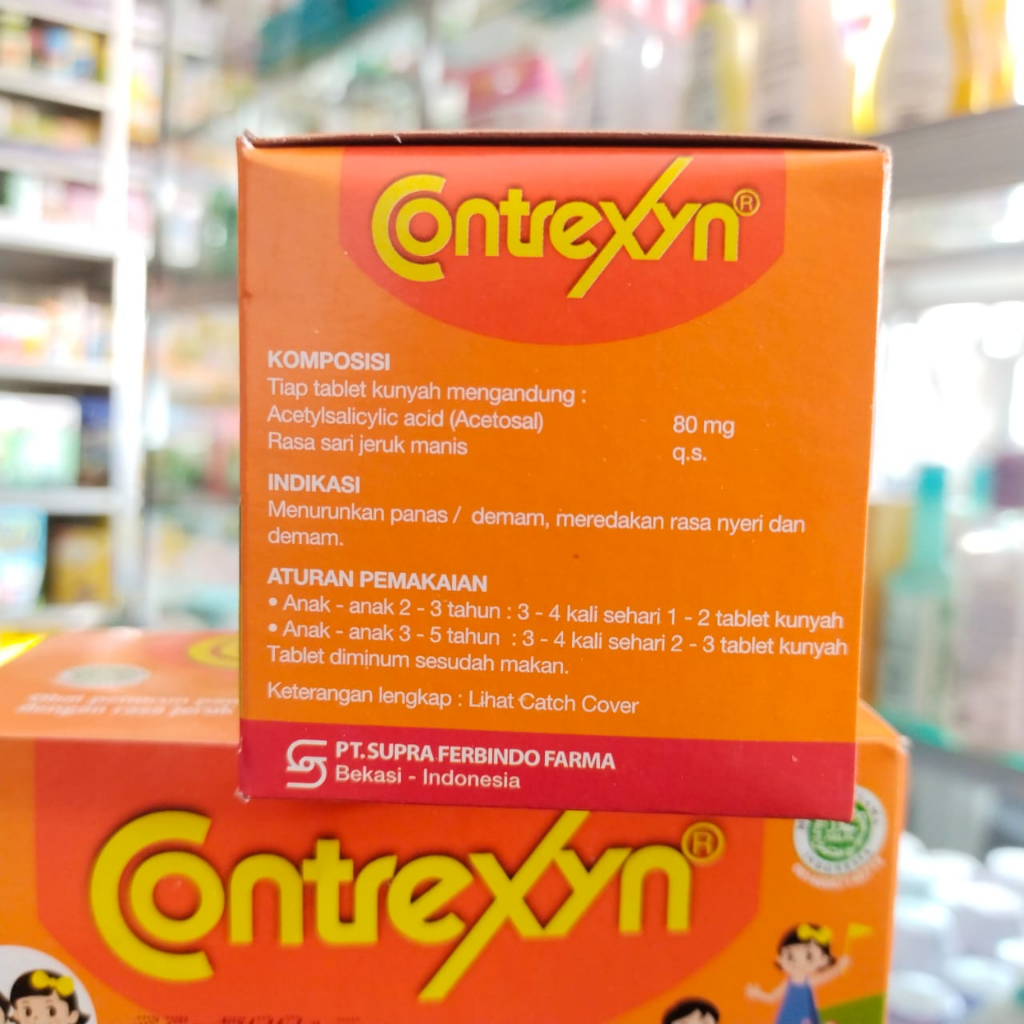 Contrexyn®
KOMPOSISI
Tiap tablet kunyah mengandung :
Acetylsalicylic acid (Acetosal) 80 mg
Rasa sari jeruk manis q.s.
INDIKASI
Menurunkan panas / demam, meredakan rasa nyeri dan
demam.
ATURAN PEMAKAIAN
• Anak - anak 2 - 3 tahun : 3 - 4 kali sehari 1 - 2 tablet kunyah
• Anak - anak 3 - 5 tahun : 3 - 4 kali sehari 2 - 3 tablet kunyah
Tablet diminum sesudah makan.
Keterangan lengkap : Lihat Catch Cover
PT.SUPRA FERBINDO FARMA
Bekasi - Indonesia
dengan rasa jeruk
Contrexyn®